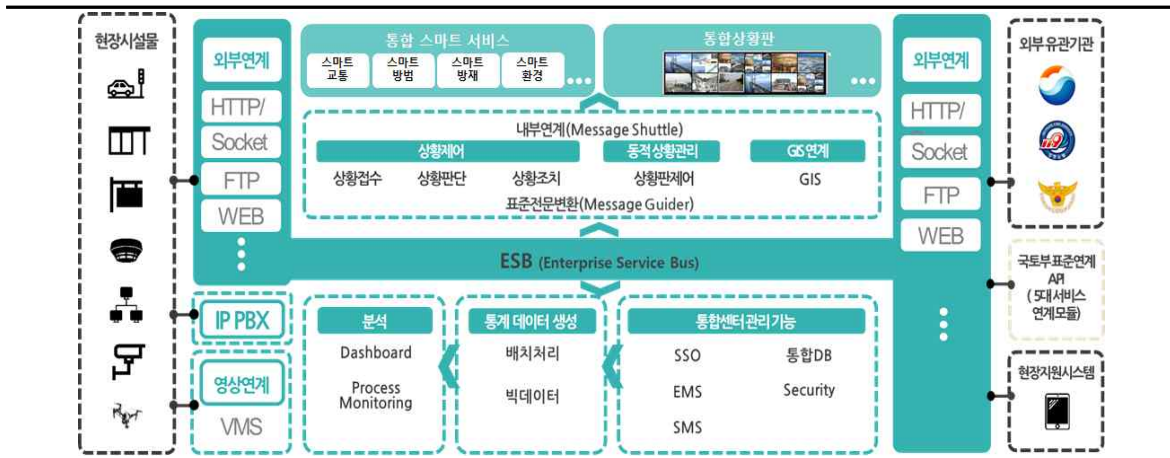 현장시설물
외부연계
HTTP/
Socket
FTP
WEB
IP PBX
영상연계
VMS
통합 스마트 서비스
스마트
교통
스마트
방범
스마트
방재
스마트
환경
통합상황판
내부연계(Message Shuttle)
상황제어
동적상황관리
GIS 연계
상황접수
상황판단
상황조치
상황판제어
GIS
표준전문변환(Message Guider)
ESB (Enterprise Service Bus)
분석
Dashboard
Process
Monitoring
통계 데이터 생성
배치처리
빅데이터
통합센터 관리 기능
SSO
통합DB
EMS
Security
SMS
외부연계
HTTP/
Socket
FTP
WEB
외부 유관기관
119
국토부 표준연계
API
( 5대 서비스
연계모듈)
현장지원시스템